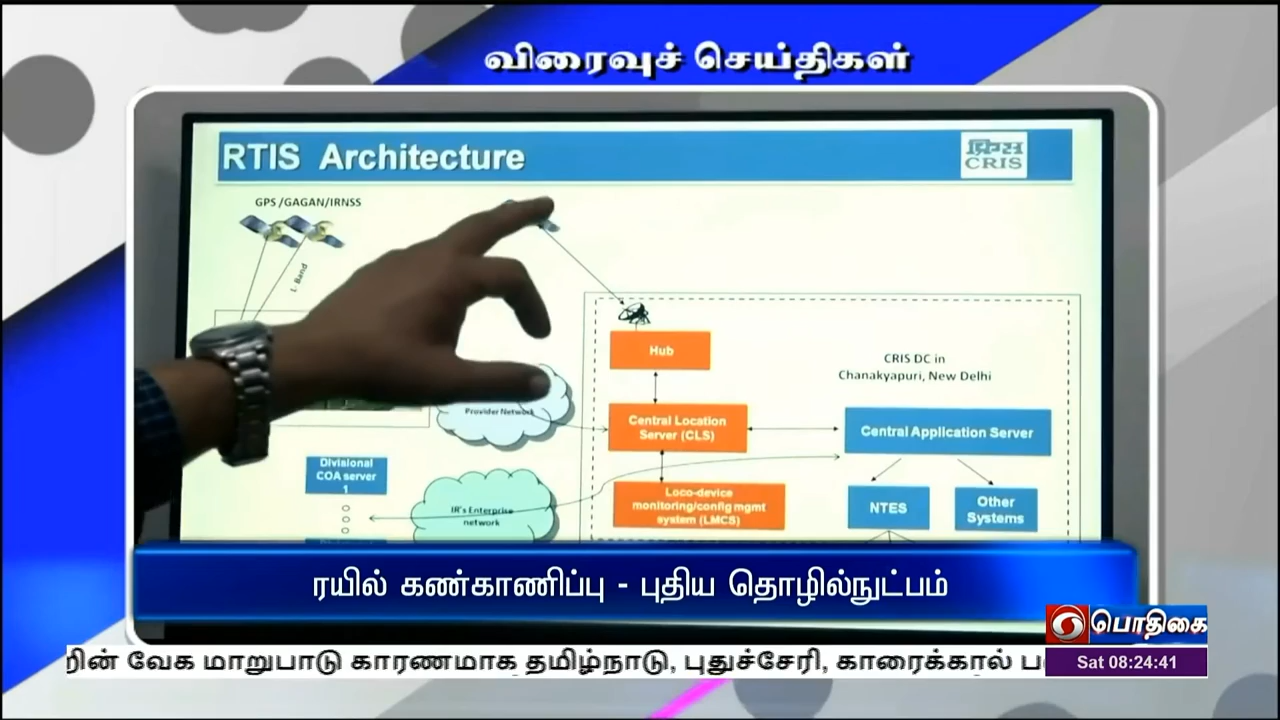 விரைவுச் செய்திகள்
RTIS Architecture
क्रिस
CRIS
GPS /GAGAN/IRNSS
L- Band
Hub
CRIS DC in
Chanakyapuri, New Delhi
Provider Network
Central Location
Server (CLS)
Central Application Server
Divisional
COA server
1
Loco-device
monitoring/config mgmt
system (LMCS)
IR's Enterprise
network
NTES
Other
Systems
ரயில் கண்காணிப்பு - புதிய தொழில்நுட்பம்
பொதிகை
றின் வேக மாறுபாடு காரணமாக தமிழ்நாடு, புதுச்சேரி, காரைக்கால்
Sat 08:24:41